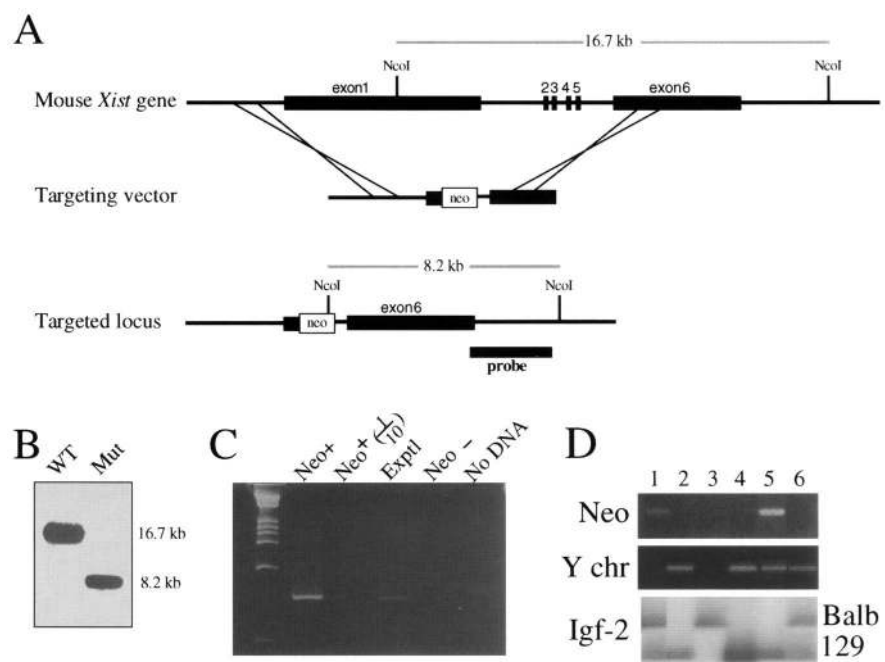 A
16.7 kb
NcoI NcoI
Mouse Xist gene exon1 2 3 4 5 exon6
Targeting vector neo
8.2 kb
NcoI NcoI
Targeted locus neo exon6
probe
B
WT Mut
16.7 kb
8.2 kb
C
Neo+ Neo+ (1/10) Exptl Neo - No DNA
D
1 2 3 4 5 6
Neo
Y chr
Igf-2 Balb
129